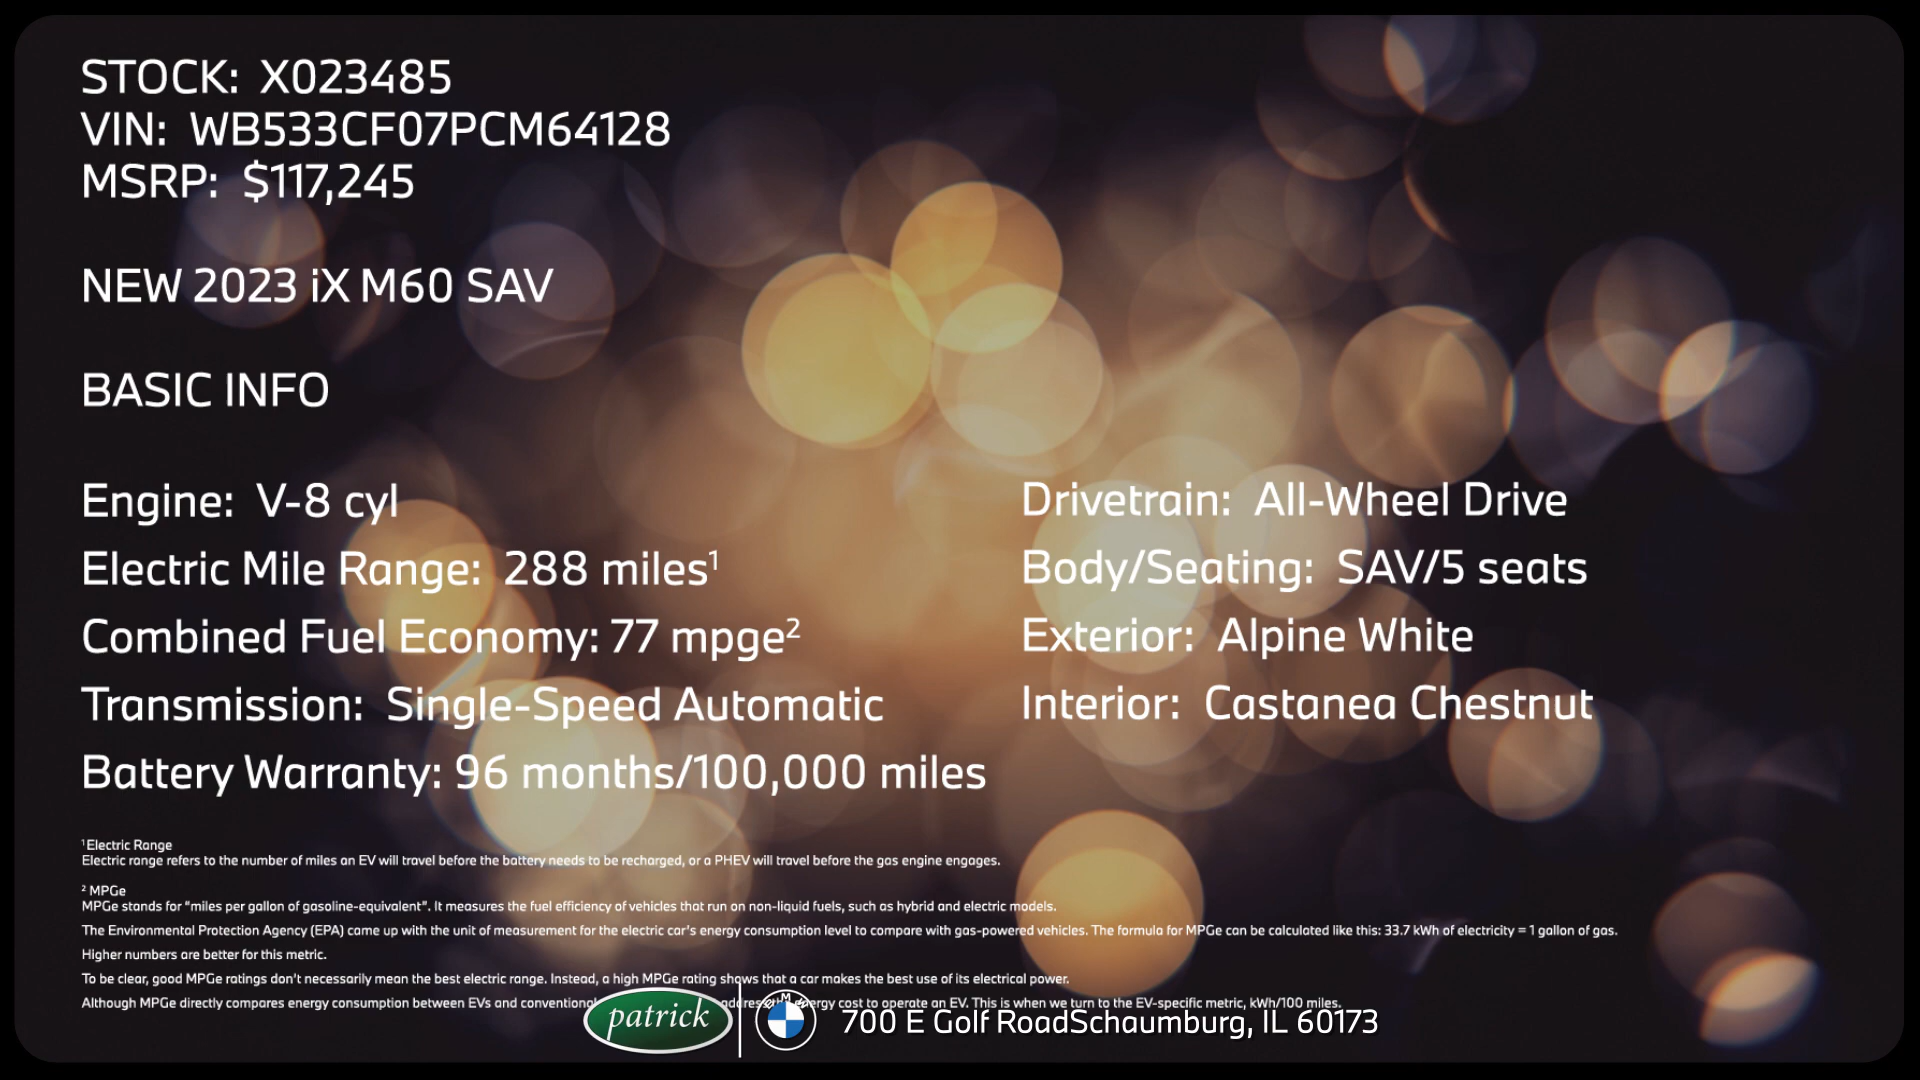 STOCK: X023485
VIN: WB533CF07PCM64128
MSRP: $117,245
NEW 2023 iX M60 SAV
BASIC INFO
Engine: V-8 cyl
Electric Mile Range: 288 miles¹
Combined Fuel Economy: 77 mpge²
Transmission: Single-Speed Automatic
Battery Warranty: 96 months/100,000 miles
Drivetrain: All-Wheel Drive
Body/Seating: SAV/5 seats
Exterior: Alpine White
Interior: Castanea Chestnut
¹ Electric Range
Electric range refers to the number of miles an EV will travel before the battery needs to be recharged, or a PHEV will travel before the gas engine engages.
² MPGe
MPGe stands for “miles per gallon of gasoline-equivalent”. It measures the fuel efficiency of vehicles that run on non-liquid fuels, such as hybrid and electric models.
The Environmental Protection Agency (EPA) came up with the unit of measurement for the electric car's energy consumption level to compare with gas-powered vehicles. The formula for MPGe can be calculated like this: 33.7 kWh of electricity = 1 gallon of gas.
Higher numbers are better for this metric.
To be clear, good MPGe ratings don't necessarily mean the best electric range. Instead, a high MPGe rating shows that a car makes the best use of its electrical power.
Although MPGe directly compares energy consumption between EVs and conventional cost to operate an EV. This is when we turn to the EV-specific metric, kWh/100 miles.
patrick
700 E Golf RoadSchaumburg, IL 60173